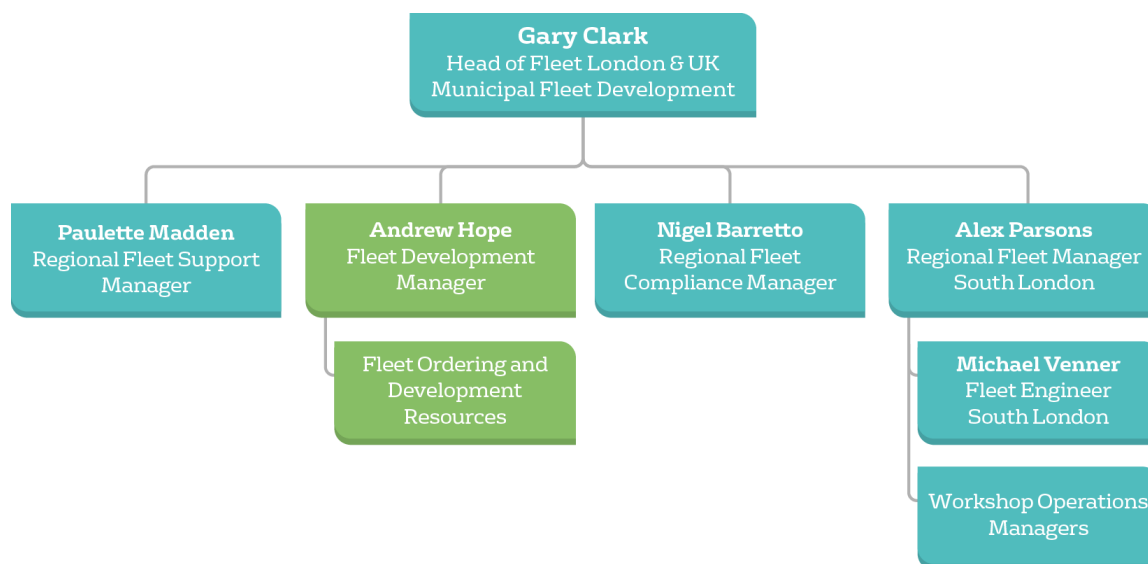 Gary Clark
Head of Fleet London & UK
Municipal Fleet Development
Paulette Madden
Regional Fleet Support
Manager
Andrew Hope
Fleet Development
Manager
Nigel Barretto
Regional Fleet
Compliance Manager
Alex Parsons
Regional Fleet Manager
South London
Fleet Ordering and
Development
Resources
Michael Venner
Fleet Engineer
South London
Workshop Operations
Managers